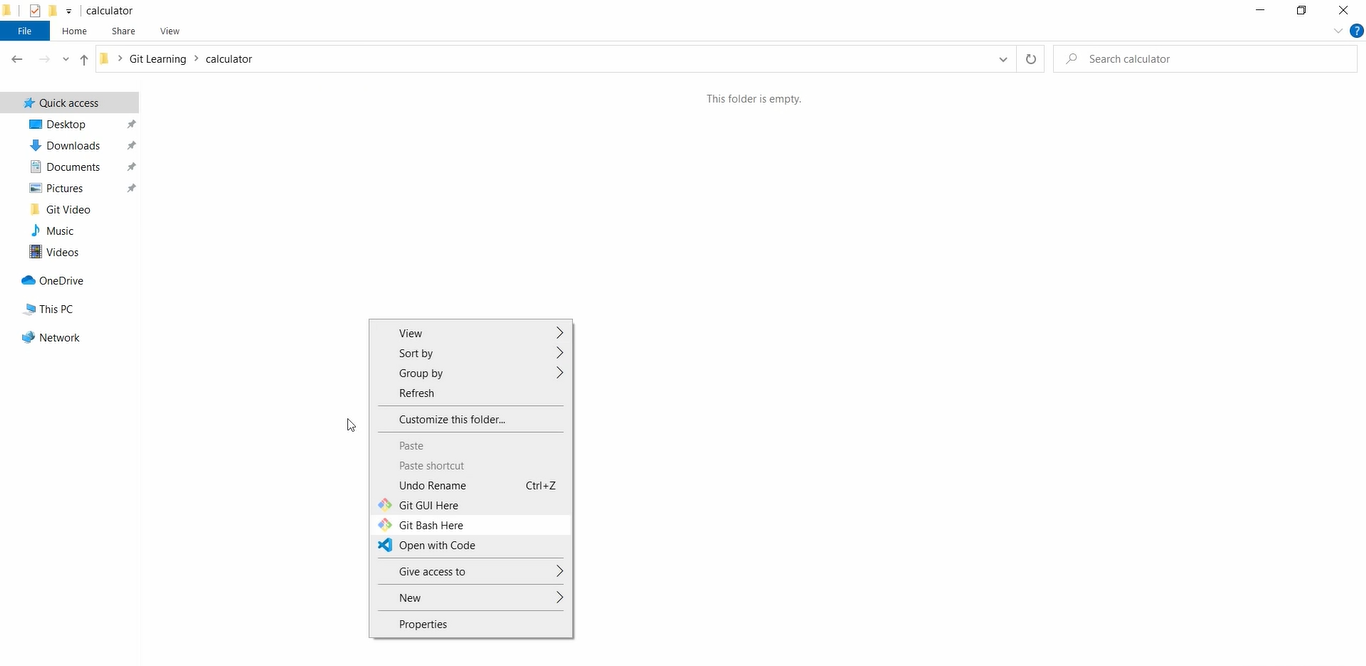 calculator
File Home Share View
?
Git Learning calculator
Search calculator
This folder is empty.
Quick access
Desktop
Downloads
Documents
Pictures
Git Video
Music
Videos
OneDrive
This PC
Network
View
Sort by
Group by
Refresh
Customize this folder...
Paste
Paste shortcut
Undo Rename Ctrl+Z
Git GUI Here
Git Bash Here
Open with Code
Give access to
New
Properties